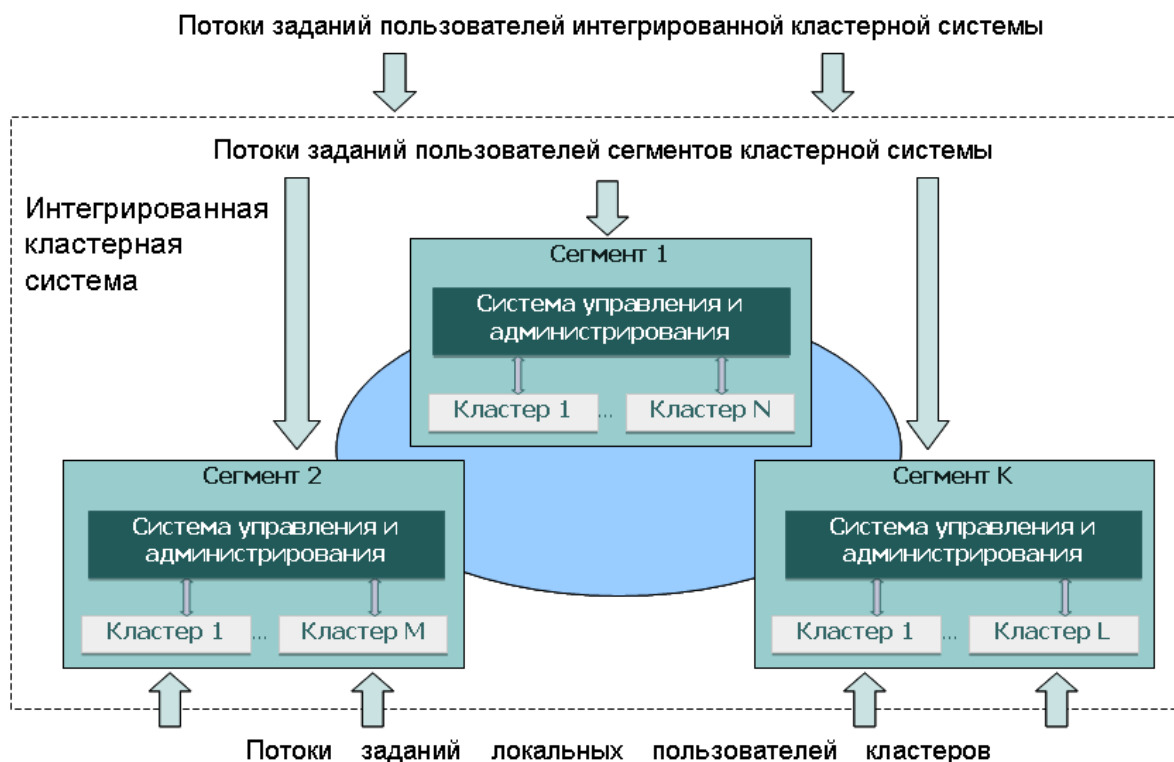 Потоки заданий пользователей интегрированной кластерной системы
Потоки заданий пользователей сегментов кластерной системы
Интегрированная
кластерная
система
Сегмент 1
Система управления и
администрирования
Кластер 1 ... Кластер N
Сегмент 2
Система управления и
администрирования
Кластер 1 ... Кластер M
Сегмент K
Система управления и
администрирования
Кластер 1 ... Кластер L
Потоки заданий локальных пользователей кластеров